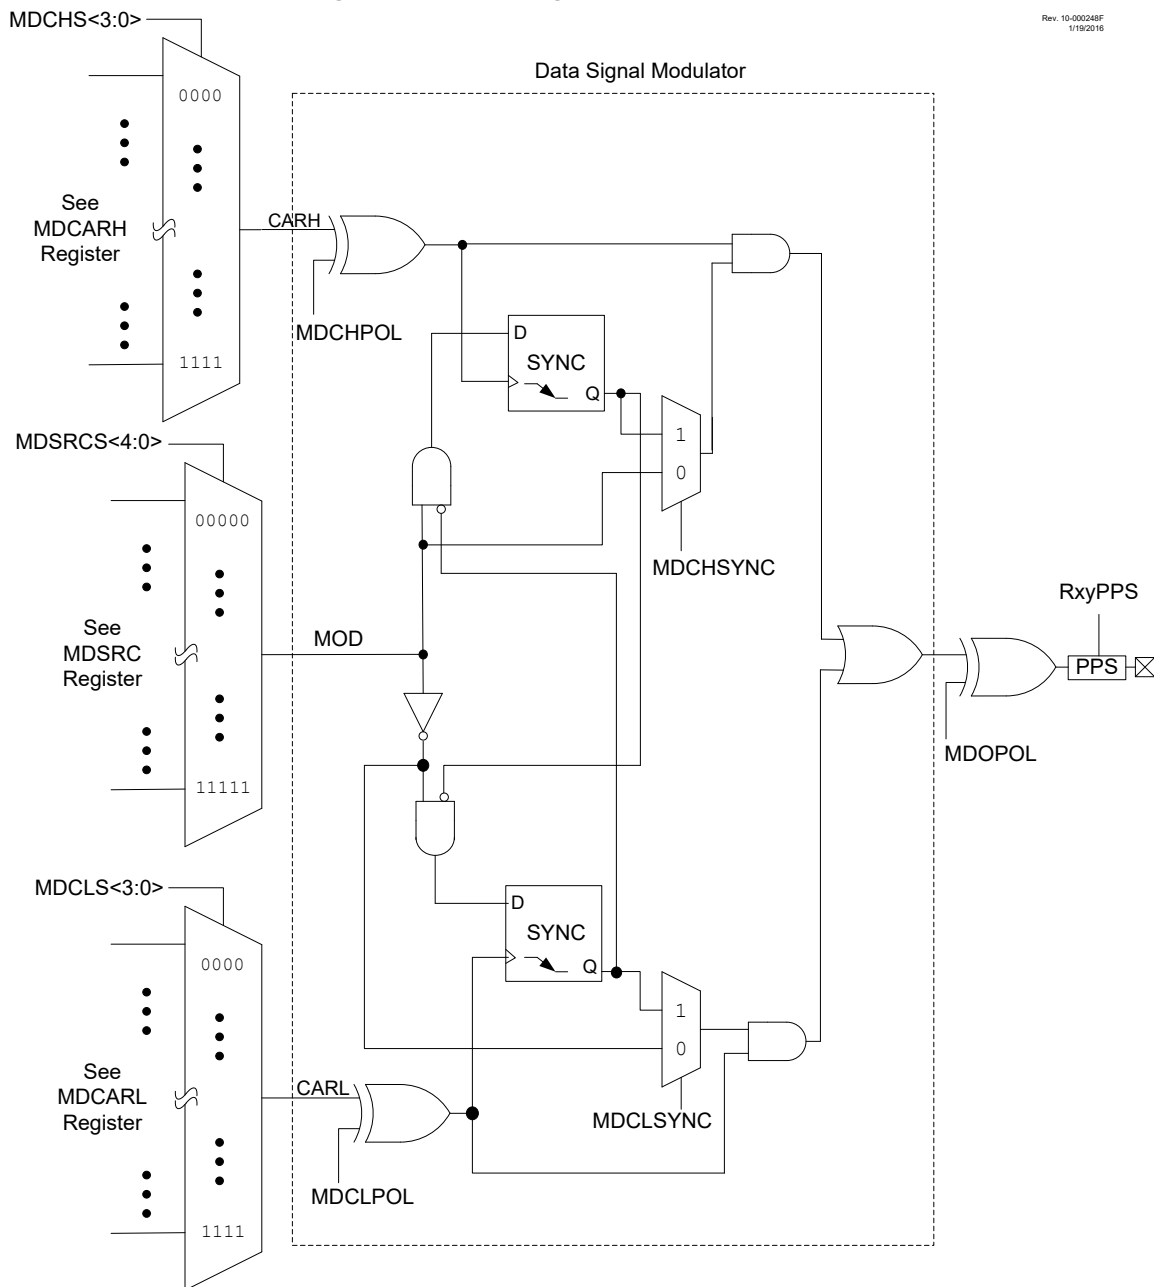 MDCHS<3:0>
Rev. 10-000248F
1/19/2016
Data Signal Modulator
0000
See
MDCARH
Register
CARH
MDCHPOL
1111
D
SYNC
Q
1
0
MDCHSYNC
MDSRCS<4:0>
00000
See
MDSRC
Register
MOD
11111
RxyPPS
PPS
MDOPOL
MDCLS<3:0>
0000
D
SYNC
Q
1
0
MDCLSYNC
See
MDCARL
Register
CARL
MDCLPOL
1111